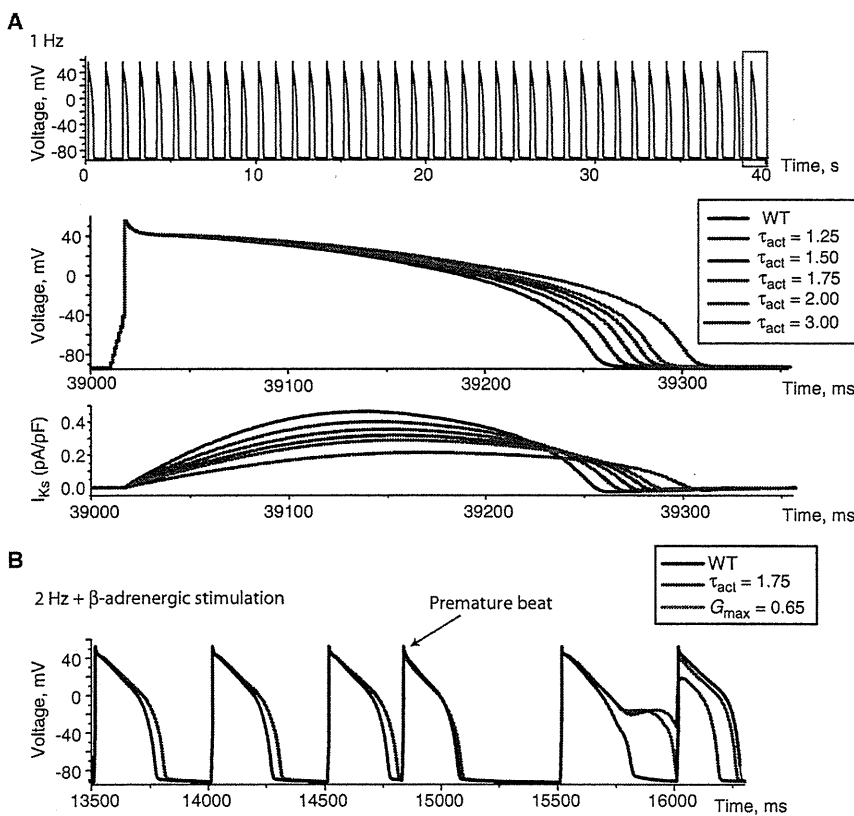 A
1 Hz
Voltage, mV
40
0
-40
-80
0
10
20
30
40
Time, s
Voltage, mV
40
0
-40
-80
39000
39100
39200
39300
Time, ms
WT
τact = 1.25
τact = 1.50
τact = 1.75
τact = 2.00
τact = 3.00
IKs (pA/pF)
0.4
0.2
0.0
39000
39100
39200
39300
Time, ms
B
2 Hz + β-adrenergic stimulation
Premature beat
WT
τact = 1.75
Gmax = 0.65
Voltage, mV
40
0
-40
-80
13500
14000
14500
15000
15500
16000
Time, ms